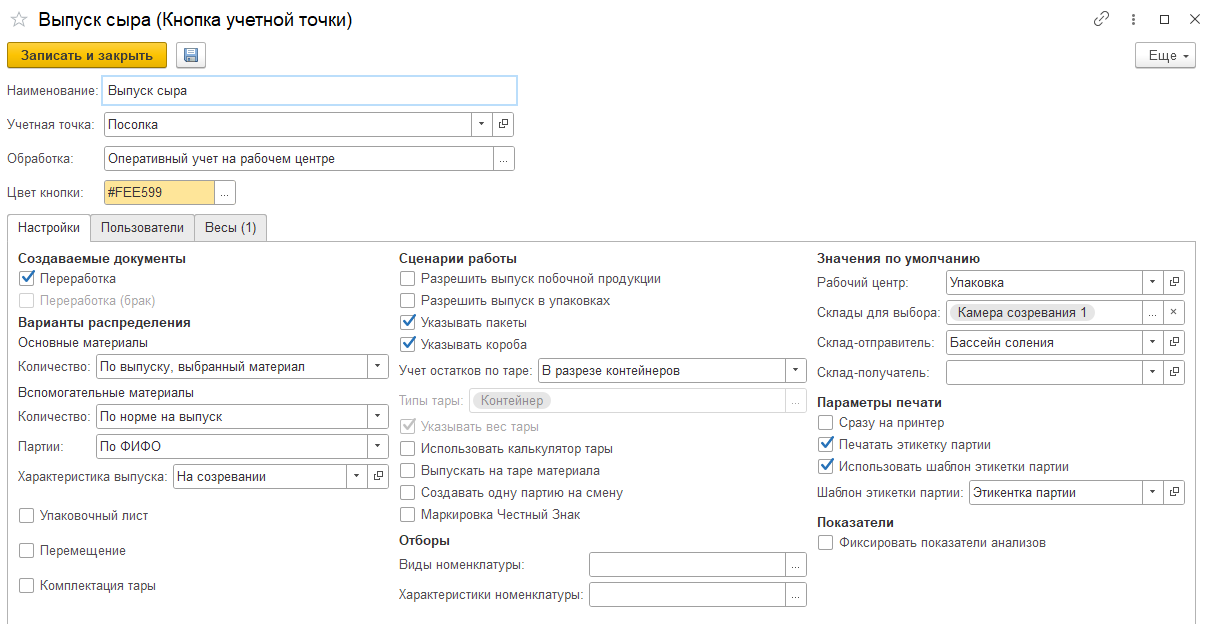 Выпуск сыра (Кнопка учетной точки)
Записать и закрыть
Еще
Наименование: Выпуск сыра
Учетная точка: Посолка
Обработка: Оперативный учет на рабочем центре ...
Цвет кнопки: #FEE599 ...
Настройки Пользователи Весы (1)
Создаваемые документы
Переработка
Переработка (брак)
Варианты распределения
Основные материалы
Количество: По выпуску, выбранный материал
Вспомогательные материалы
Количество: По норме на выпуск
Партии: По ФИФО
Характеристика выпуска: На созревании
Упаковочный лист
Перемещение
Комплектация тары
Сценарии работы
Разрешить выпуск побочной продукции
Разрешить выпуск в упаковках
Указывать пакеты
Указывать короба
Учет остатков по таре: В разрезе контейнеров
Типы тары: Контейнер ...
Указывать вес тары
Использовать калькулятор тары
Выпускать на таре материала
Создавать одну партию на смену
Маркировка Честный Знак
Отборы
Виды номенклатуры: ...
Характеристики номенклатуры: ...
Значения по умолчанию
Рабочий центр: Упаковка
Склады для выбора: Камера созревания 1 ... ×
Склад-отправитель: Бассейн соления
Склад-получатель:
Параметры печати
Сразу на принтер
Печатать этикетку партии
Использовать шаблон этикетки партии
Шаблон этикетки партии: Этикентка партии
Показатели
Фиксировать показатели анализов